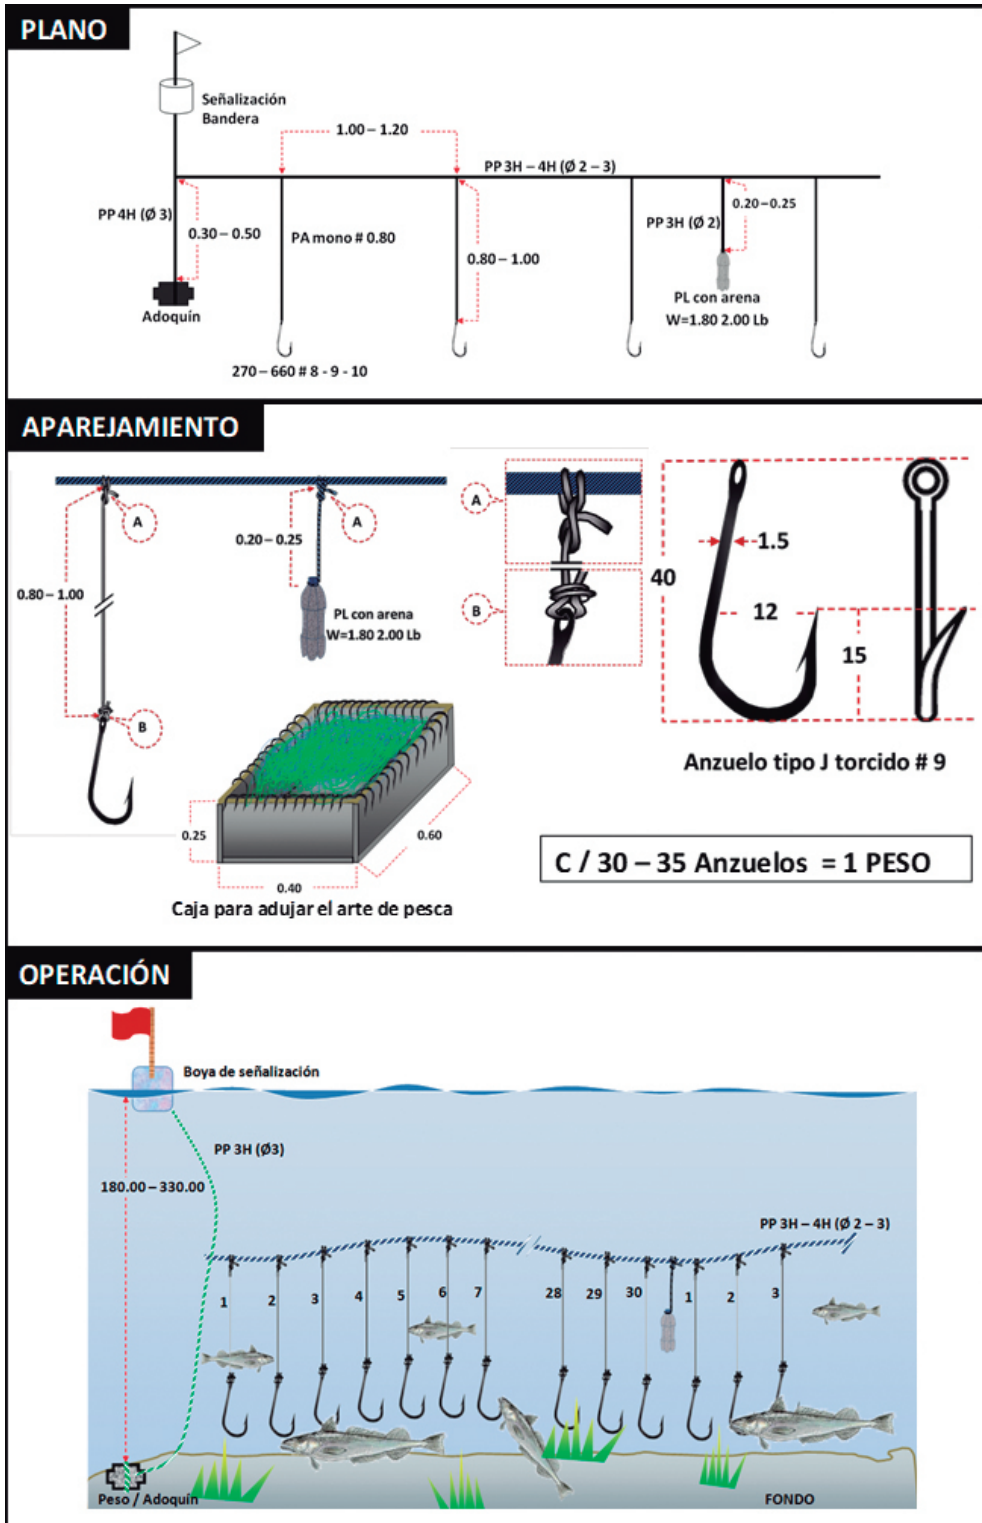 PLANO
Señalización
Bandera
1.00 – 1.20
PP 3H – 4H (Ø 2 – 3)
PP 4H (Ø 3)
0.30 – 0.50
PA mono # 0.80
0.80 – 1.00
PP 3H (Ø 2)
0.20 – 0.25
Adoquín
PL con arena
W=1.80 2.00 Lb
270 – 660 # 8 - 9 - 10
APAREJAMIENTO
A
A
0.20 – 0.25
0.80 – 1.00
PL con arena
W=1.80 2.00 Lb
B
A
B
40
1.5
12
15
Anzuelo tipo J torcido # 9
0.25
0.60
0.40
Caja para adujar el arte de pesca
C / 30 – 35 Anzuelos = 1 PESO
OPERACIÓN
Boya de señalización
PP 3H (Ø3)
180.00 – 330.00
PP 3H – 4H (Ø 2 – 3)
1 2 3 4 5 6 7 28 29 30 1 2 3
Peso / Adoquín
FONDO